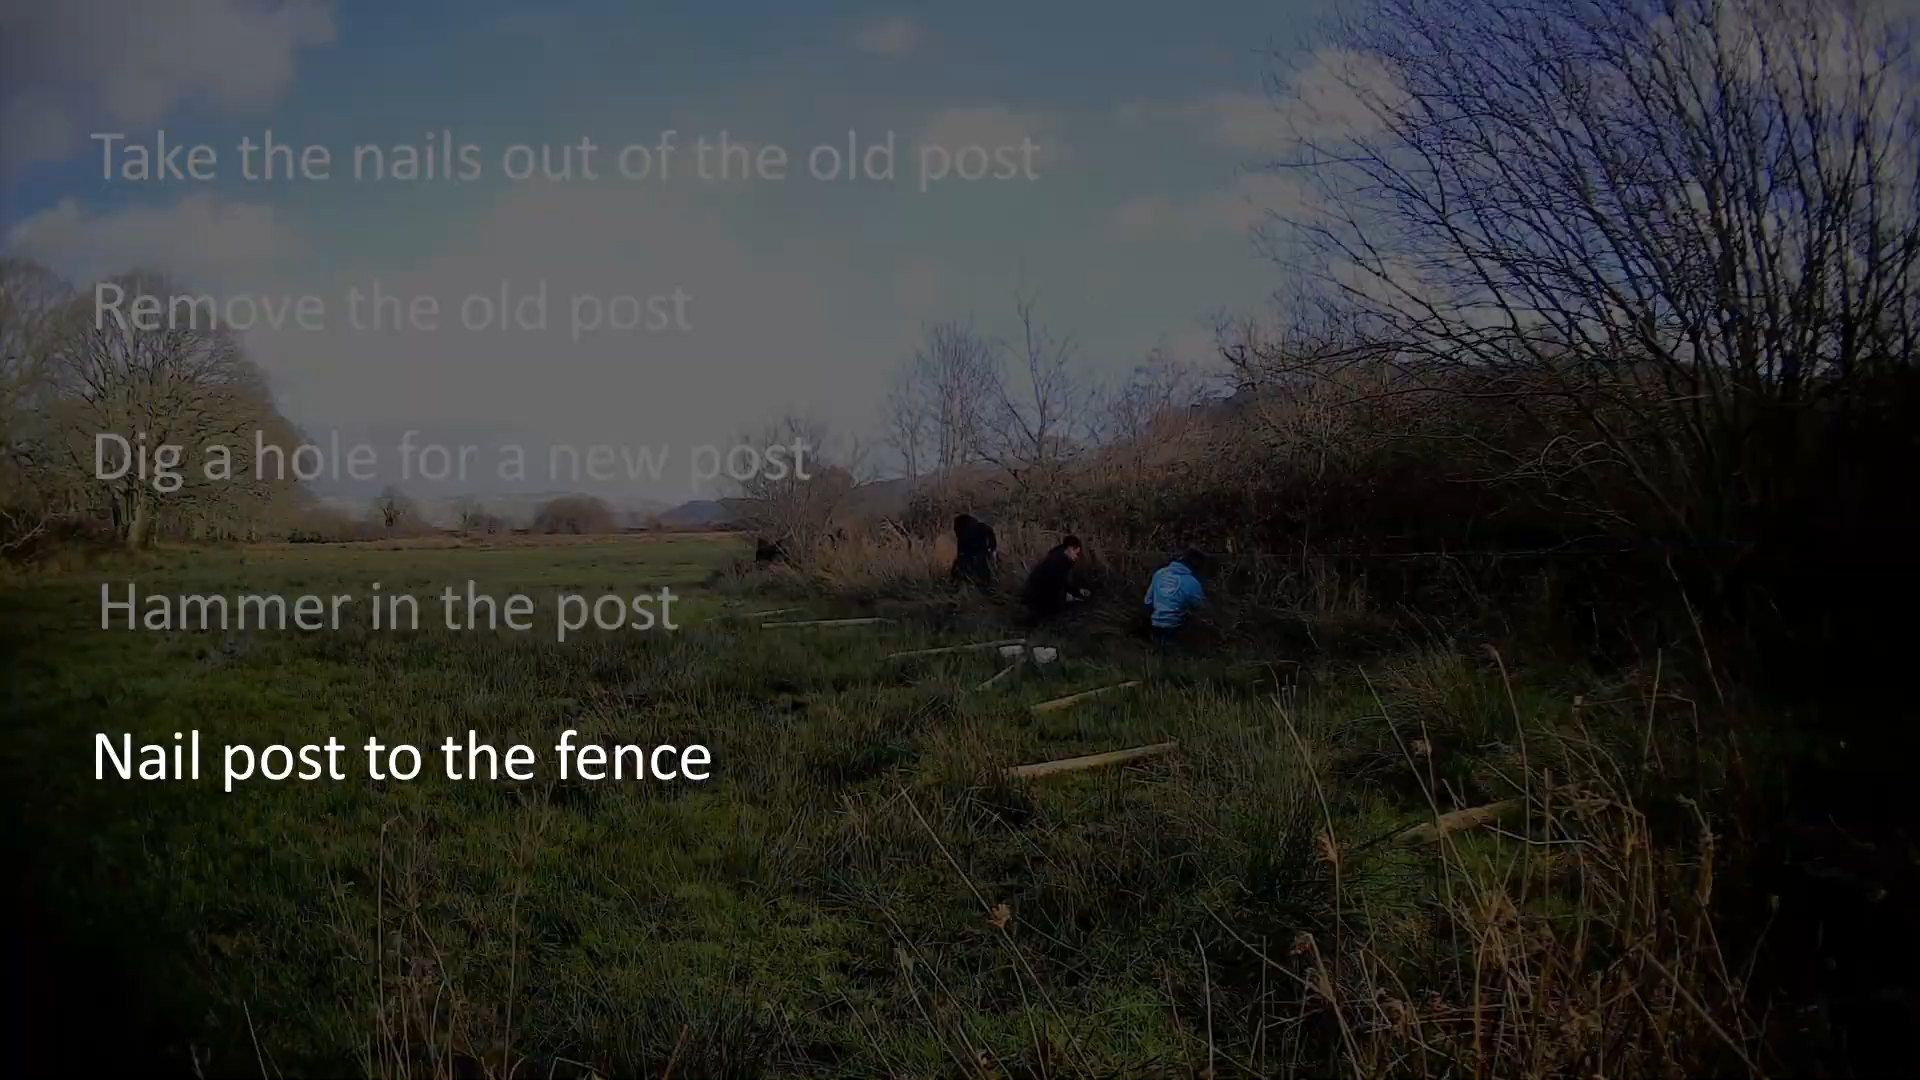 Take the nails out of the old post
Remove the old post
Dig a hole for a new post
Hammer in the post
Nail post to the fence